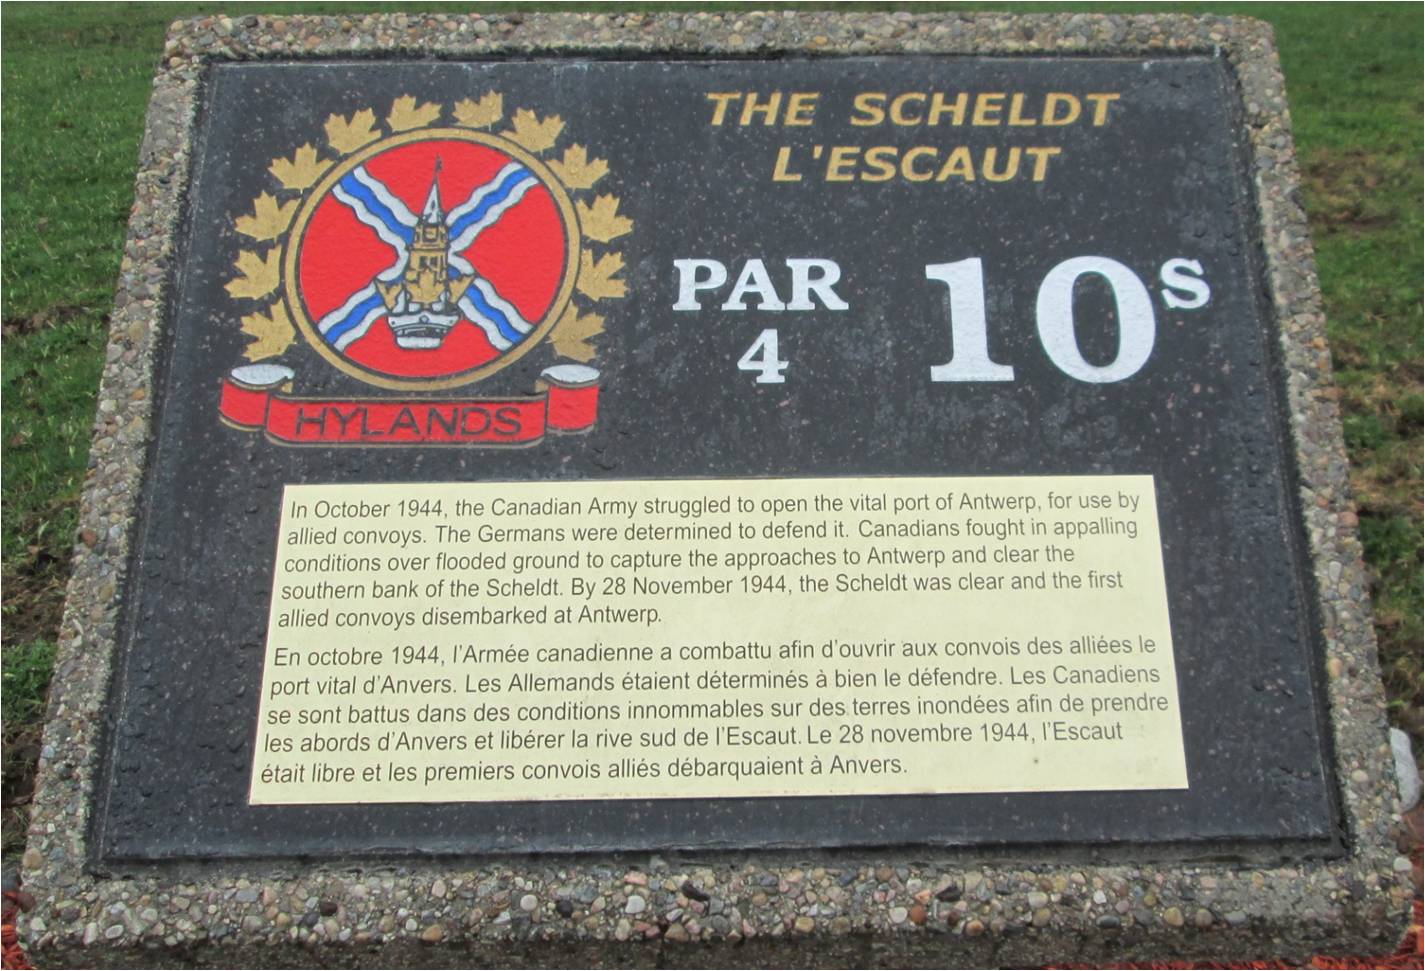 THE SCHELDT
L'ESCAUT
PAR
4
10S
HYLANDS
In October 1944, the Canadian Army struggled to open the vital port of Antwerp, for use by
allied convoys. The Germans were determined to defend it. Canadians fought in appalling
conditions over flooded ground to capture the approaches to Antwerp and clear the
southern bank of the Scheldt. By 28 November 1944, the Scheldt was clear and the first
allied convoys disembarked at Antwerp.
En octobre 1944, l'Armée canadienne a combattu afin d'ouvrir aux convois des alliées le
port vital d'Anvers. Les Allemands étaient déterminés à bien le défendre. Les Canadiens
se sont battus dans des conditions innommables sur des terres inondées afin de prendre
les abords d'Anvers et libérer la rive sud de l'Escaut. Le 28 novembre 1944, l'Escaut
était libre et les premiers convois alliés débarquaient à Anvers.